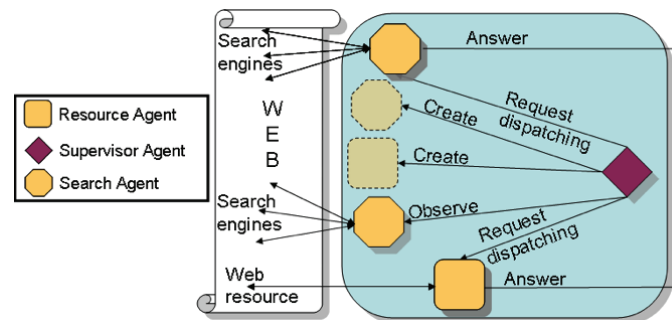 Search
engines
Answer
Resource Agent
Supervisor Agent
Search Agent
W
E
B
Request
dispatching
Create
Create
Search
engines
Observe
Request
dispatching
Web
resource
Answer